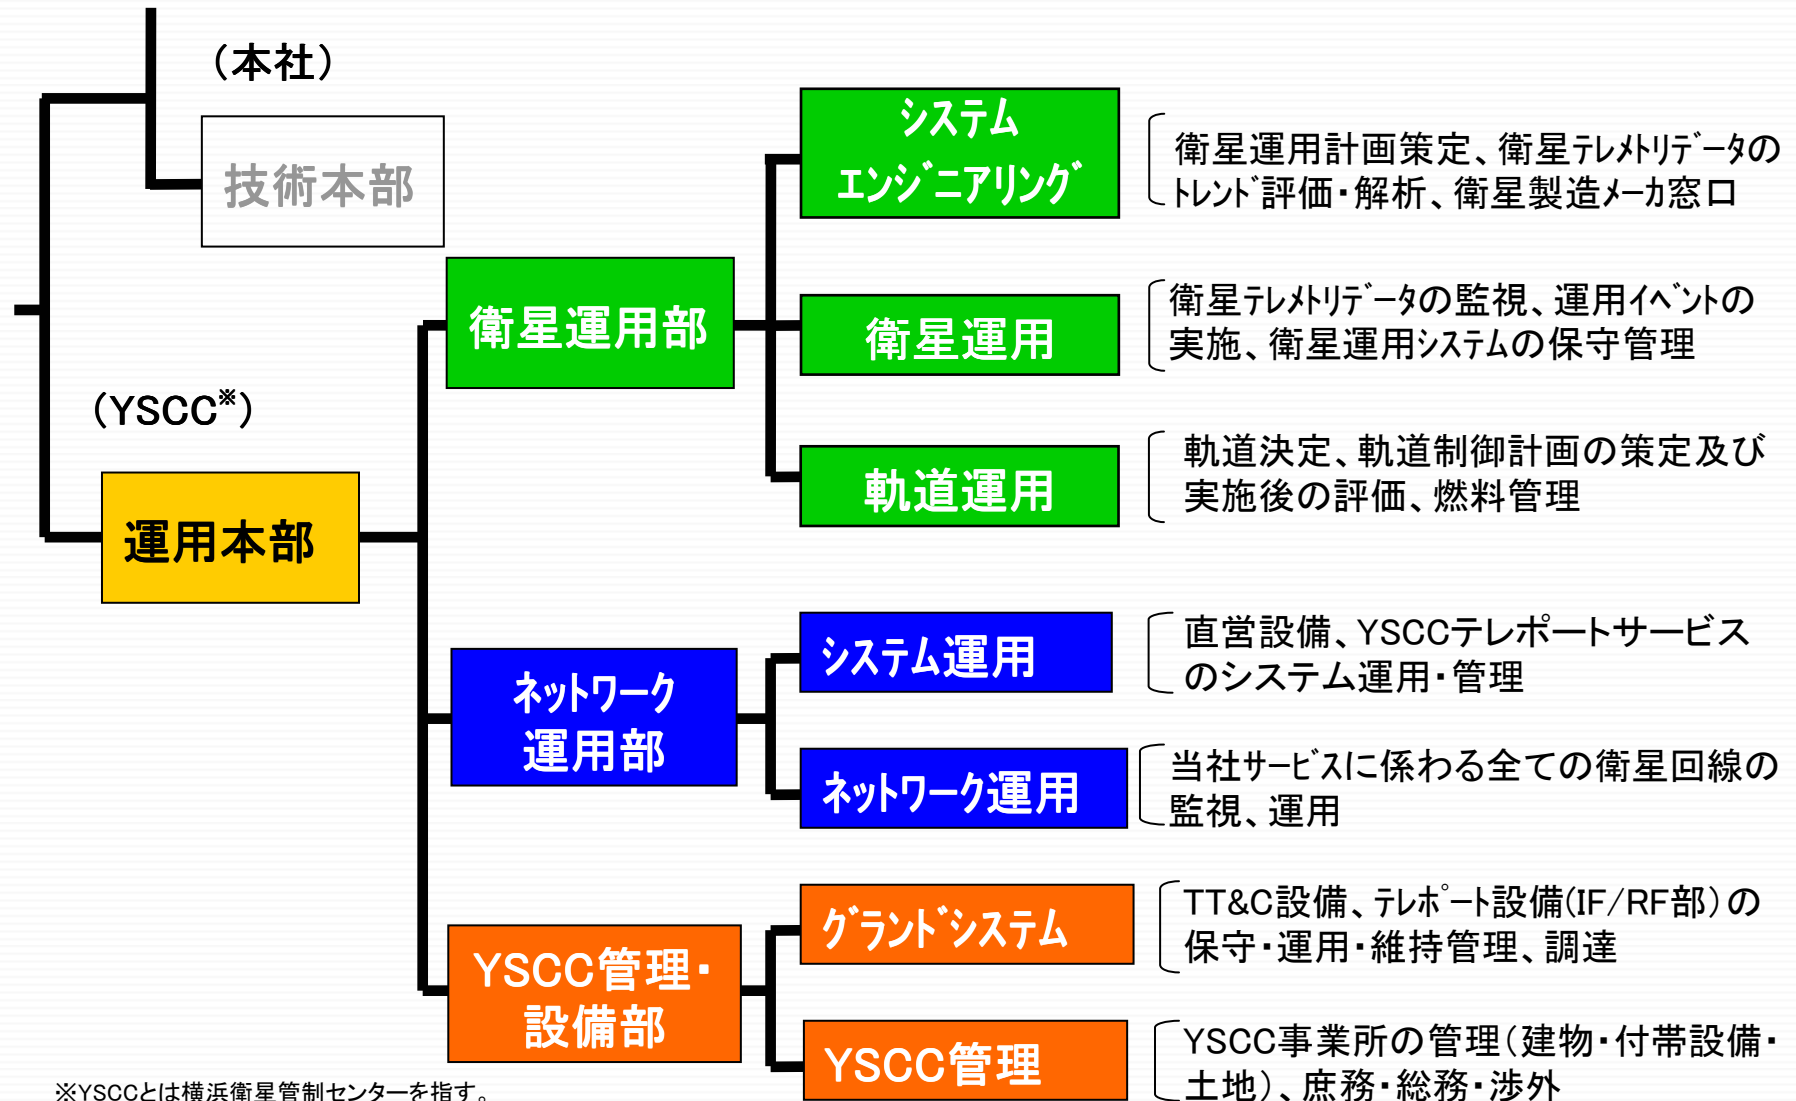 （本社）
技術本部
（YSCC※）
運用本部
衛星運用部
ｼｽﾃﾑ
ｴﾝｼﾞﾆｱﾘﾝｸﾞ
衛星運用計画策定、衛星ﾃﾚﾒﾄﾘﾃﾞｰﾀの
ﾄﾚﾝﾄﾞ評価・解析、衛星製造ﾒｰｶ窓口
衛星運用
衛星ﾃﾚﾒﾄﾘﾃﾞｰﾀの監視、運用ｲﾍﾞﾝﾄの
実施、衛星運用ｼｽﾃﾑの保守管理
軌道運用
軌道決定、軌道制御計画の策定及び
実施後の評価、燃料管理
ﾈｯﾄﾜｰｸ
運用部
ｼｽﾃﾑ運用
直営設備、YSCCテレポートサービス
のシステム運用・管理
ﾈｯﾄﾜｰｸ運用
当社ｻｰﾋﾞｽに係わる全ての衛星回線の
監視、運用
YSCC管理・
設備部
ｸﾞﾗﾝﾄﾞｼｽﾃﾑ
TT&C設備、ﾃﾚﾎﾟｰﾄ設備(IF/RF部）の
保守・運用・維持管理、調達
YSCC管理
YSCC事業所の管理（建物・付帯設備・
土地）、庶務・総務・渉外
※YSCCとは横浜衛星管制センターを指す。